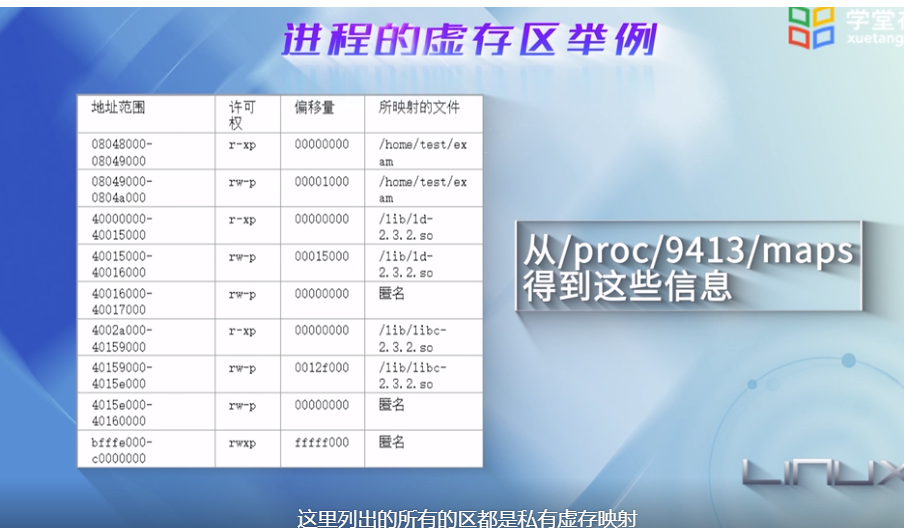 进程的虚存区举例
学堂在
xuetang
地址范围 许可 偏移量 所映射的文件
权
08048000- r-xp 00000000 /home/test/ex
08049000 am
08049000- rw-p 00001000 /home/test/ex
0804a000 am
40000000- r-xp 00000000 /lib/ld-
40015000 2.3.2.so
40015000- rw-p 00015000 /lib/ld-
40016000 2.3.2.so
40016000- rw-p 00000000 匿名
40017000
4002a000- r-xp 00000000 /lib/libc-
40159000 2.3.2.so
40159000- rw-p 0012f000 /lib/libc-
4015e000 2.3.2.so
4015e000- rw-p 00000000 匿名
40160000
bfffe000- rwxp fffff000 匿名
c0000000
从/proc/9413/maps
得到这些信息
LINUX
这里列出的所有的区都是私有虚存映射